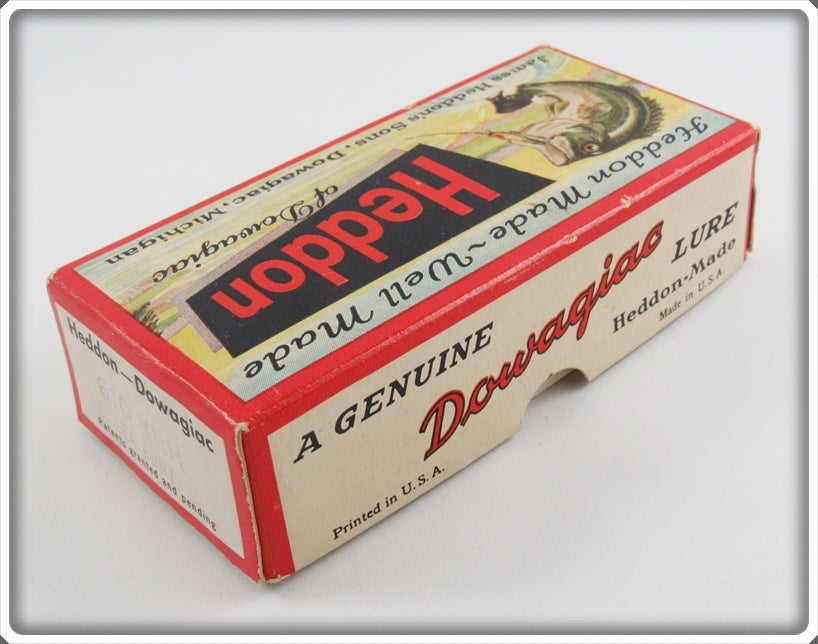 James Heddon's Sons, Dowagiac, Michigan
Heddon
of Dowagiac
Heddon Made ~ Well Made
A GENUINE
Dowagiac
LURE
Heddon-Made
Made in U.S.A.
Printed in U.S.A.
Heddon—Dowagiac
Patents granted and pending